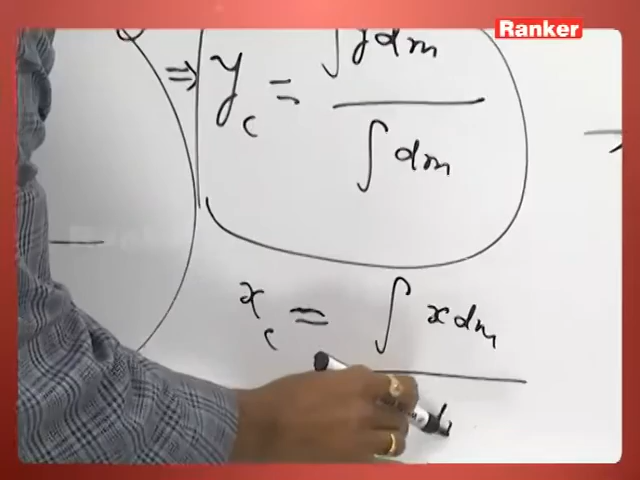 Ranker
⇒ y_c = ∫ y dm
∫ dm
x_c = ∫ x dm